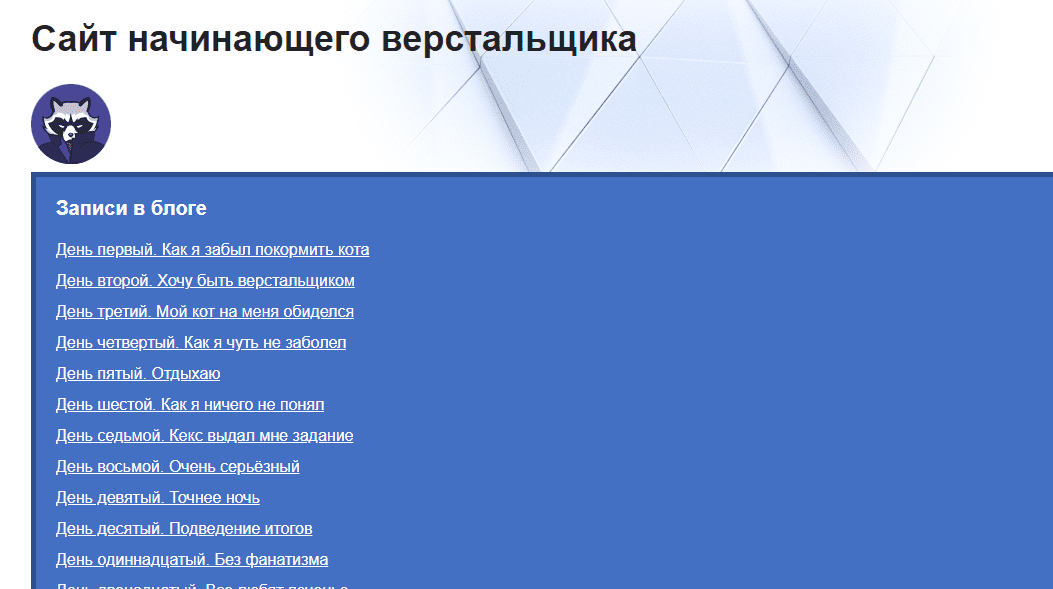 Сайт начинающего верстальщика
Записи в блоге
День первый. Как я забыл покормить кота
День второй. Хочу быть верстальщиком
День третий. Мой кот на меня обиделся
День четвертый. Как я чуть не заболел
День пятый. Отдыхаю
День шестой. Как я ничего не понял
День седьмой. Кекс выдал мне задание
День восьмой. Очень серьёзный
День девятый. Точнее ночь
День десятый. Подведение итогов
День одиннадцатый. Без фанатизма